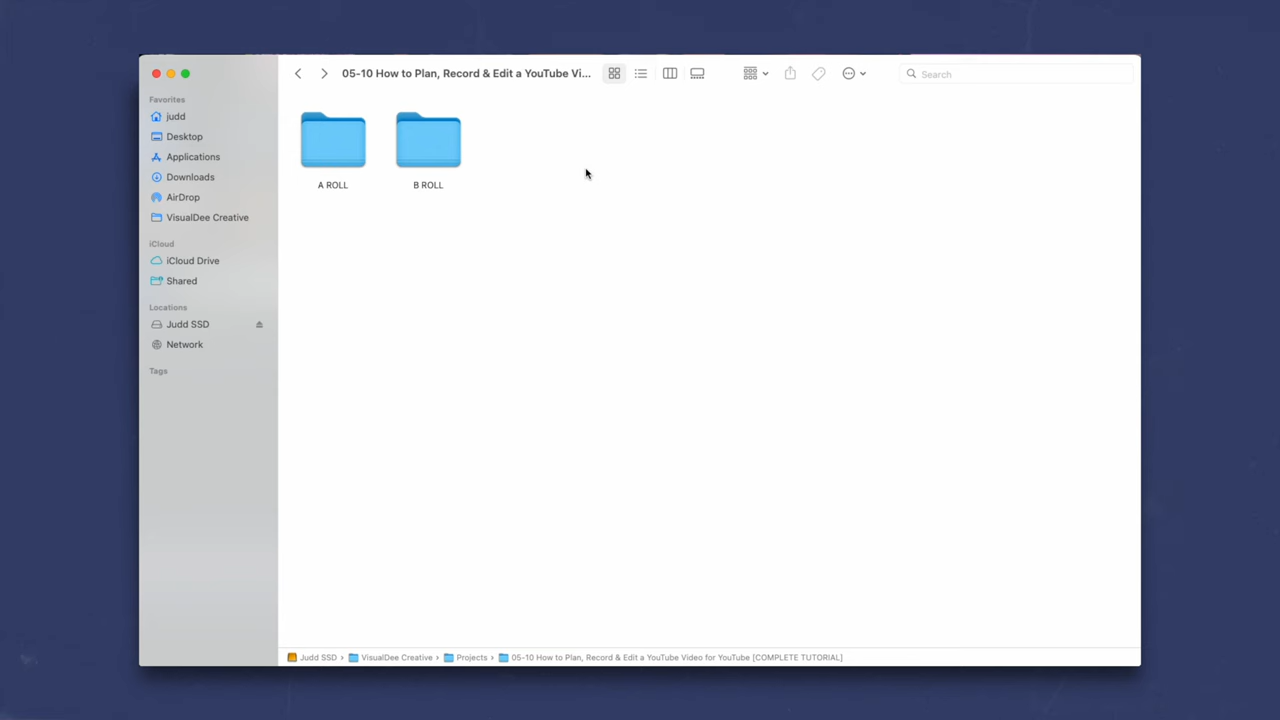 05-10 How to Plan, Record & Edit a YouTube Vi...
Search
Favorites
judd
Desktop
Applications
Downloads
AirDrop
VisualDee Creative
iCloud
iCloud Drive
Shared
Locations
Judd SSD
Network
Tags
A ROLL
B ROLL
Judd SSD › VisualDee Creative › Projects › 05-10 How to Plan, Record & Edit a YouTube Video for YouTube [COMPLETE TUTORIAL]